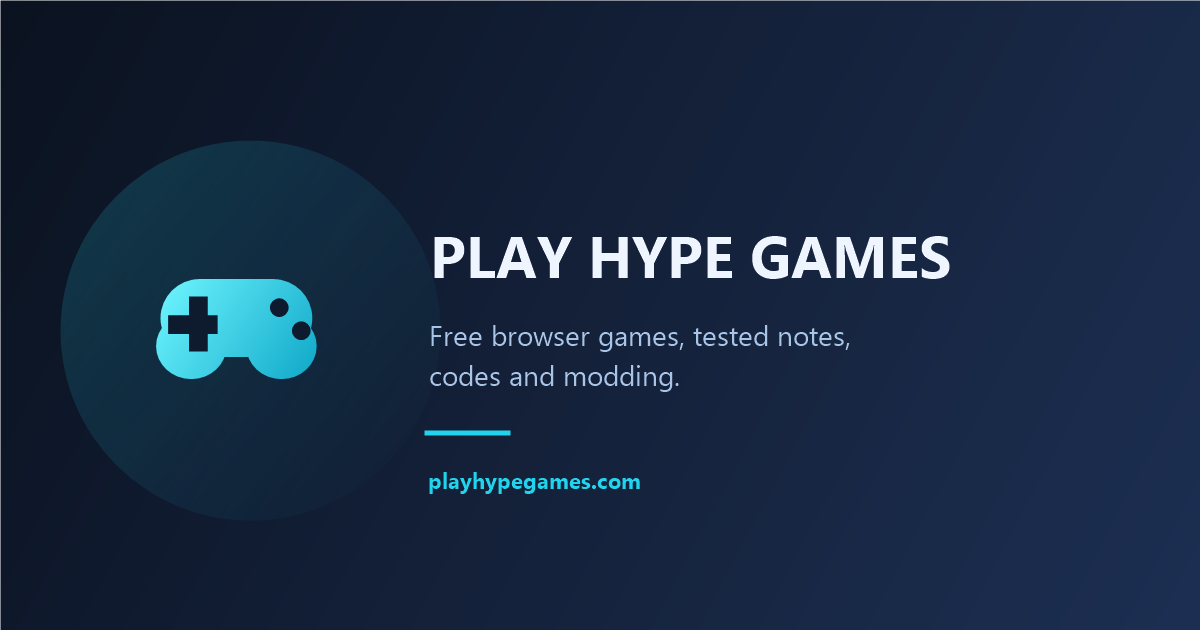 PLAY HYPE GAMES
Free browser games, tested notes,
codes and modding.
playhypegames.com